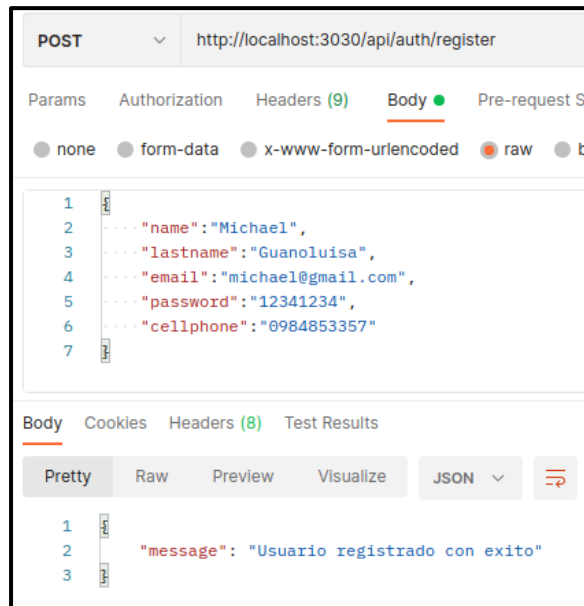 POST http://localhost:3030/api/auth/register
Params Authorization Headers (9) Body Pre-request S
none form-data x-www-form-urlencoded raw b
1 {
2 "name":"Michael",
3 "lastname":"Guanoluisa",
4 "email":"michael@gmail.com",
5 "password":"12341234",
6 "cellphone":"0984853357"
7 }
Body Cookies Headers (8) Test Results
Pretty Raw Preview Visualize JSON
1 {
2 "message": "Usuario registrado con exito"
3 }